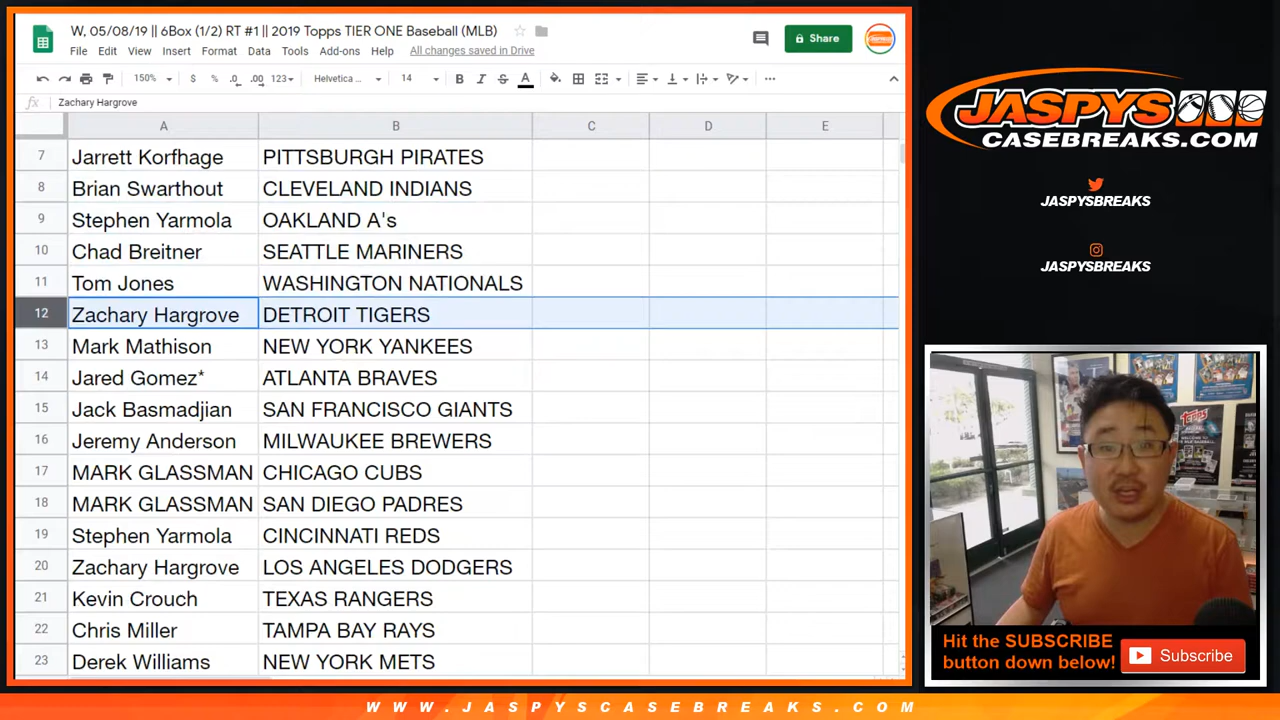 W, 05/08/19 || 6Box (1/2) RT #1 || 2019 Topps TIER ONE Baseball (MLB)
File Edit View Insert Format Data Tools Add-ons Help All changes saved in Drive
Share
150% $ % .0 .00 123 Helvetica ... 14 B I S A
fx Zachary Hargrove
A B C D E
7 Jarrett Korfhage PITTSBURGH PIRATES
8 Brian Swarthout CLEVELAND INDIANS
9 Stephen Yarmola OAKLAND A's
10 Chad Breitner SEATTLE MARINERS
11 Tom Jones WASHINGTON NATIONALS
12 Zachary Hargrove DETROIT TIGERS
13 Mark Mathison NEW YORK YANKEES
14 Jared Gomez* ATLANTA BRAVES
15 Jack Basmadjian SAN FRANCISCO GIANTS
16 Jeremy Anderson MILWAUKEE BREWERS
17 MARK GLASSMAN CHICAGO CUBS
18 MARK GLASSMAN SAN DIEGO PADRES
19 Stephen Yarmola CINCINNATI REDS
20 Zachary Hargrove LOS ANGELES DODGERS
21 Kevin Crouch TEXAS RANGERS
22 Chris Miller TAMPA BAY RAYS
23 Derek Williams NEW YORK METS
JASPYS
CASEBREAKS.COM
JASPYSBREAKS
JASPYSBREAKS
topps
Hit the SUBSCRIBE
button down below!
Subscribe
WWW.JASPYSCASEBREAKS.COM